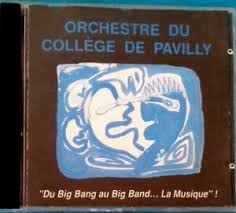 ORCHESTRE DU
COLLÈGE DE PAVILLY
"Du Big Bang au Big Band... La Musique" !